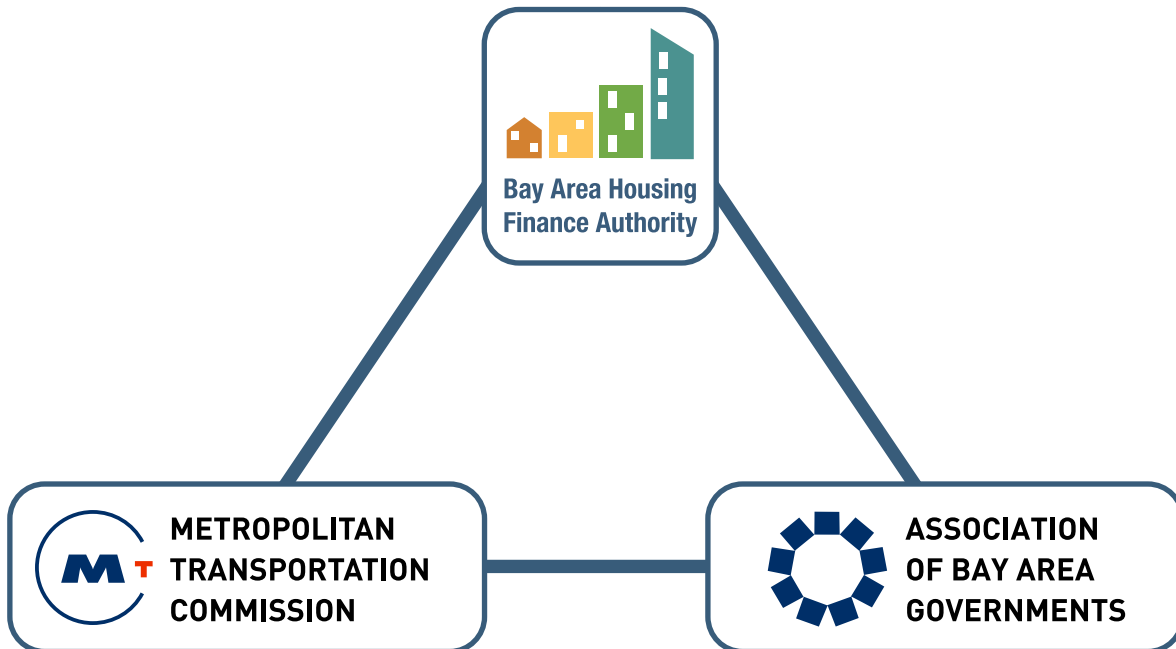 Bay Area Housing
Finance Authority
M T
METROPOLITAN
TRANSPORTATION
COMMISSION
ASSOCIATION
OF BAY AREA
GOVERNMENTS